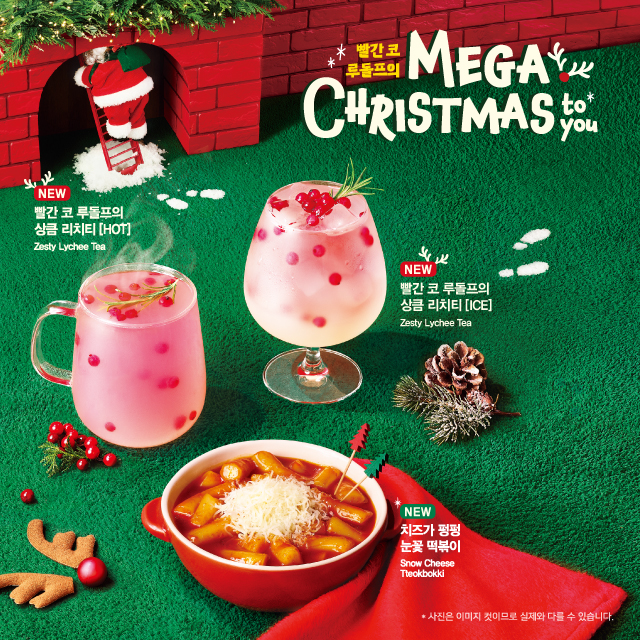 빨간 코
루돌프의
MEGA
CHRISTMAS
to
you
NEW
빨간 코 루돌프의
상큼 리치티 [HOT]
Zesty Lychee Tea
NEW
빨간 코 루돌프의
상큼 리치티 [ICE]
Zesty Lychee Tea
NEW
치즈가 펑펑
눈꽃 떡볶이
Snow Cheese
Tteokbokki
* 사진은 이미지 컷이므로 실제와 다를 수 있습니다.